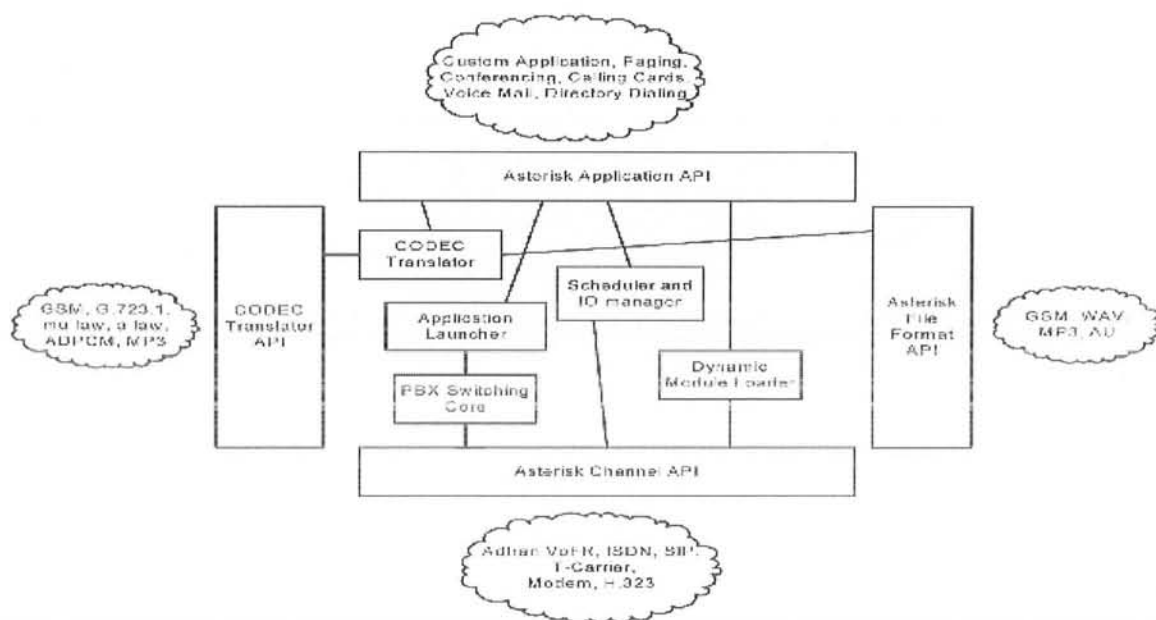 Custom Application, Paging,
Conferencing, Calling Cards,
Voice Mail, Directory Dialing
Asterisk Application API
CODEC
Translator
Scheduler and
IO manager
GSM, G.723.1,
mu law, a law,
ADPCM, MP3
CODEC
Translator
API
Application
Launcher
Asterisk
File
Format
API
GSM, WAV,
MP3, AU
PBX Switching
Core
Dynamic
Module Loader
Asterisk Channel API
Adtran VoFR, ISDN, SIP,
T-Carrier,
Modem, H.323